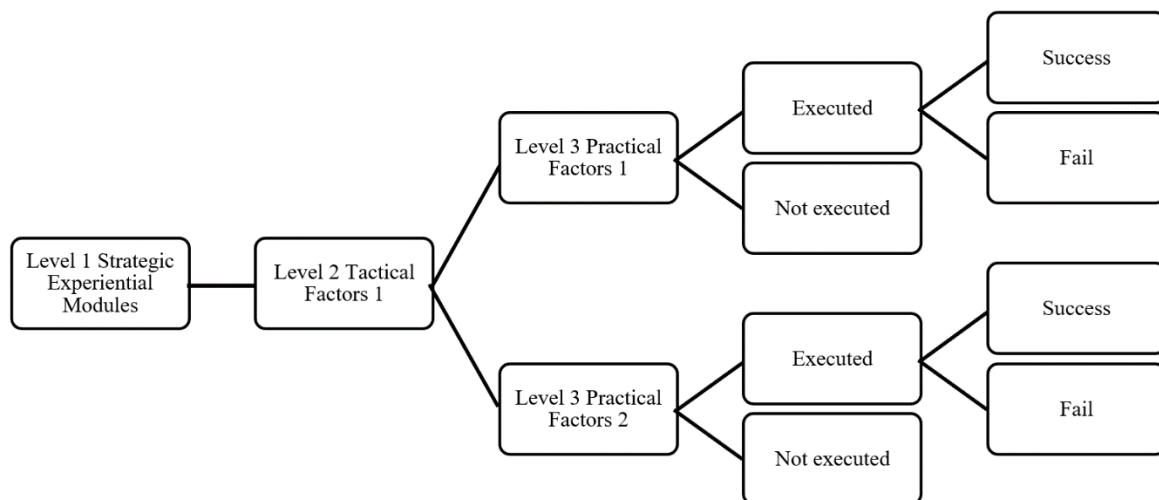 Level 1 Strategic
Experiential
Modules
Level 2 Tactical
Factors 1
Level 3 Practical
Factors 1
Executed
Success
Fail
Not executed
Level 3 Practical
Factors 2
Executed
Success
Fail
Not executed